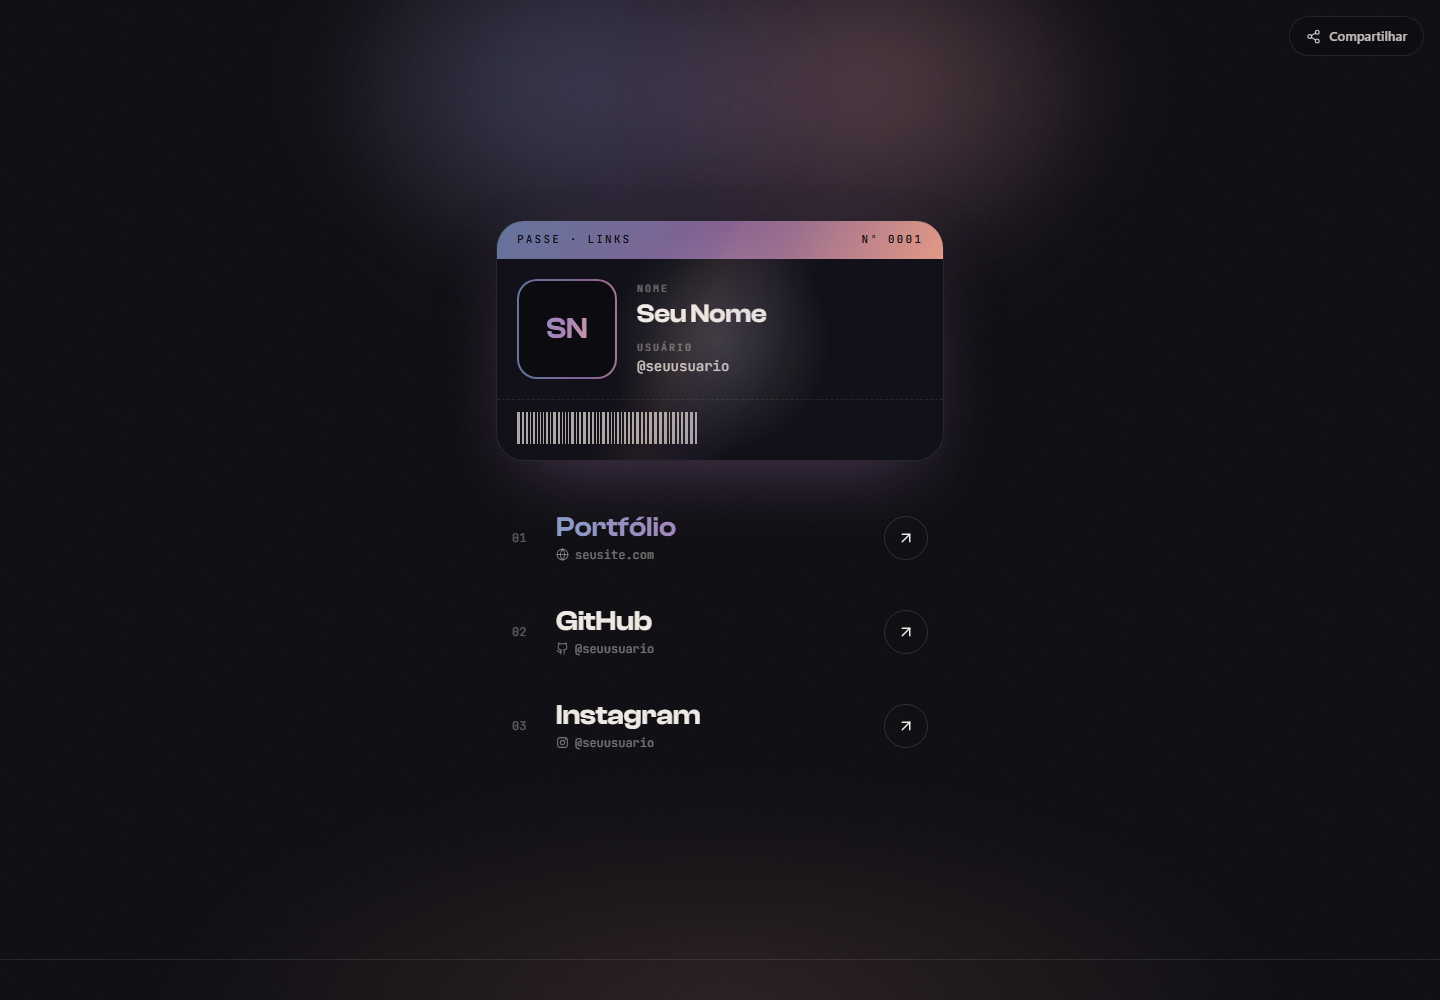 Compartilhar
PASSE · LINKS
N° 0001
SN
NOME
Seu Nome
USUÁRIO
@seuusuario
01
Portfólio
seusite.com
02
GitHub
@seuusuario
03
Instagram
@seuusuario